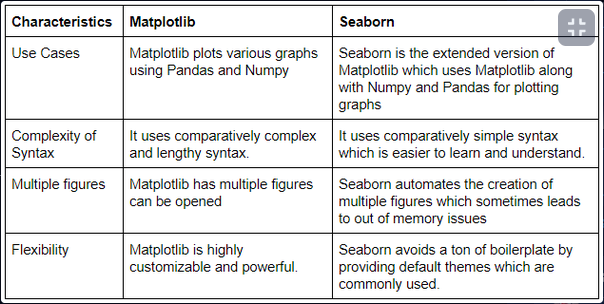 Characteristics Matplotlib Seaborn
Use Cases
Matplotlib plots various graphs
using Pandas and Numpy
Seaborn is the extended version of
Matplotlib which uses Matplotlib along
with Numpy and Pandas for plotting
graphs
Complexity of
Syntax
It uses comparatively complex
and lengthy syntax.
It uses comparatively simple syntax
which is easier to learn and understand.
Multiple figures
Matplotlib has multiple figures
can be opened
Seaborn automates the creation of
multiple figures which sometimes leads
to out of memory issues
Flexibility
Matplotlib is highly
customizable and powerful.
Seaborn avoids a ton of boilerplate by
providing default themes which are
commonly used.